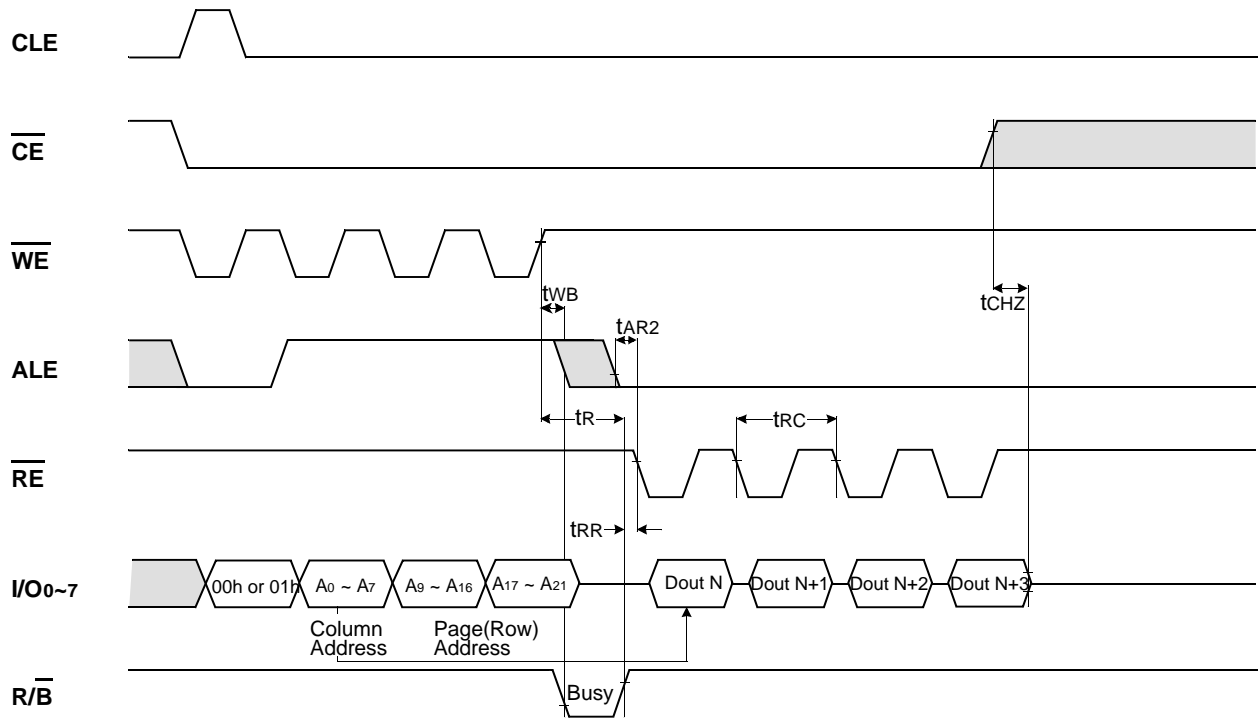 CLE
CE
WE
tWB
tCHZ
tAR2
ALE
tR
tRC
RE
tRR
I/O0~7
00h or 01h
A0 ~ A7
A9 ~ A16
A17 ~ A21
Dout N
Dout N+1
Dout N+2
Dout N+3
Column
Address
Page(Row)
Address
R/B
Busy